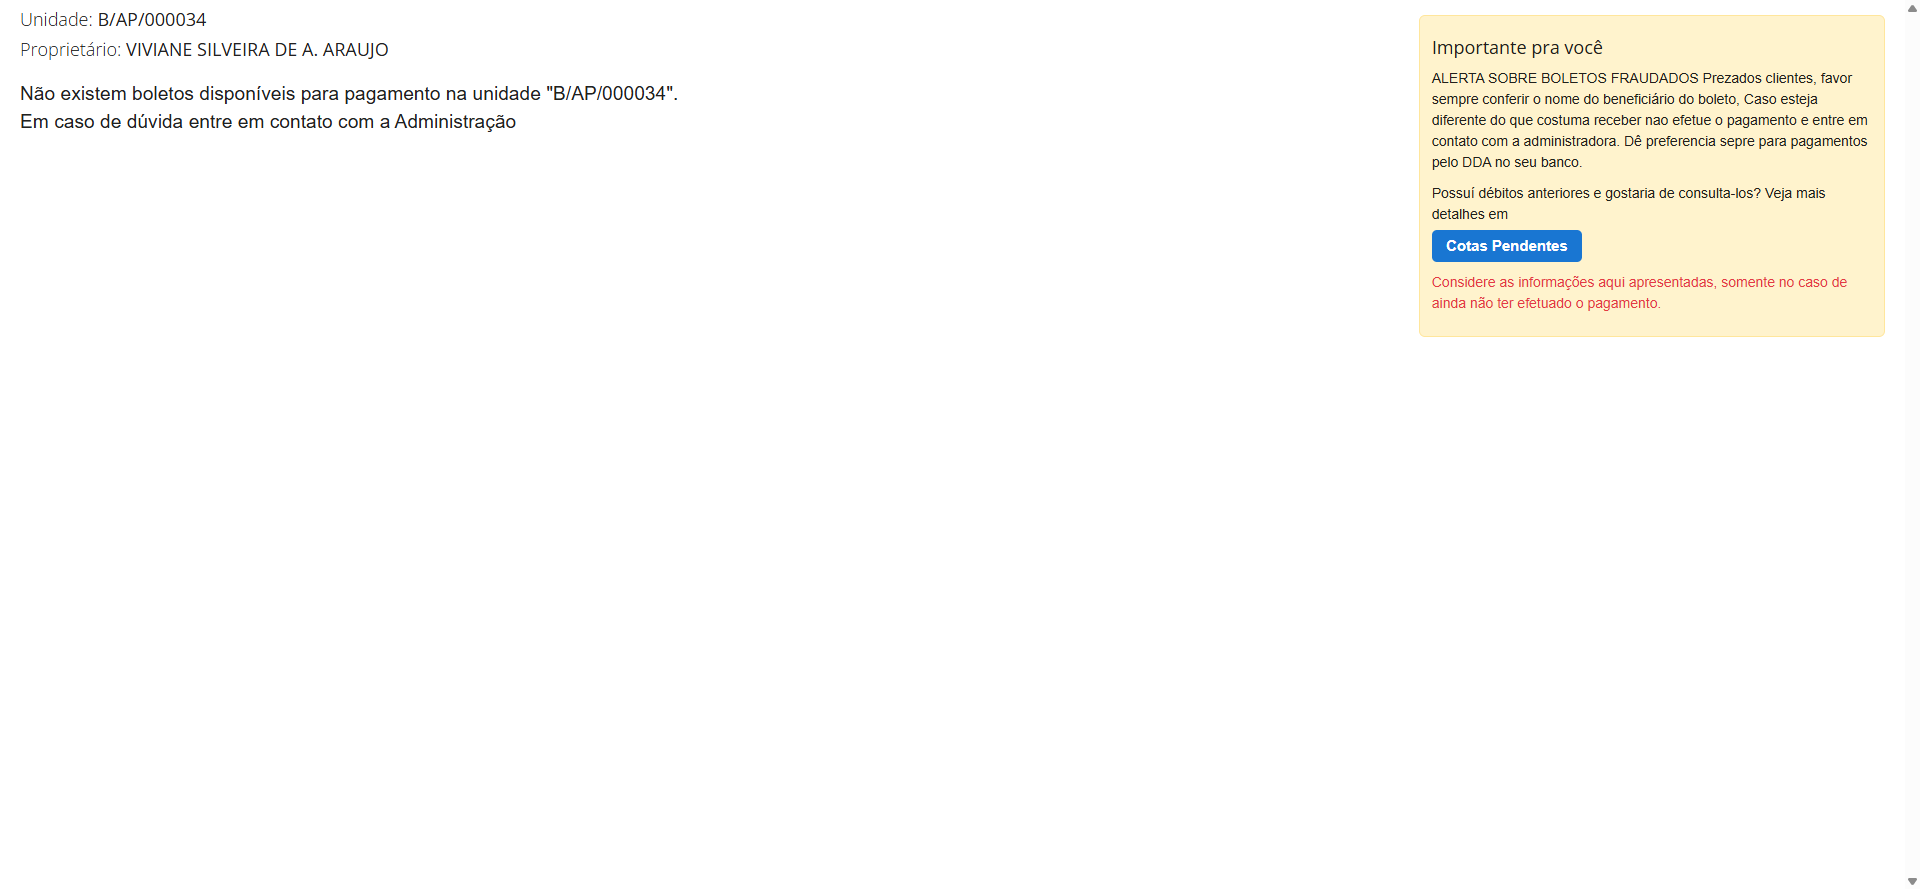 Unidade: B/AP/000034
Proprietário: VIVIANE SILVEIRA DE A. ARAUJO
Não existem boletos disponíveis para pagamento na unidade "B/AP/000034".
Em caso de dúvida entre em contato com a Administração
Importante pra você
ALERTA SOBRE BOLETOS FRAUDADOS Prezados clientes, favor
sempre conferir o nome do beneficiário do boleto, Caso esteja
diferente do que costuma receber nao efetue o pagamento e entre em
contato com a administradora. Dê preferencia sepre para pagamentos
pelo DDA no seu banco.
Possuí débitos anteriores e gostaria de consulta-los? Veja mais
detalhes em
Cotas Pendentes
Considere as informações aqui apresentadas, somente no caso de
ainda não ter efetuado o pagamento.